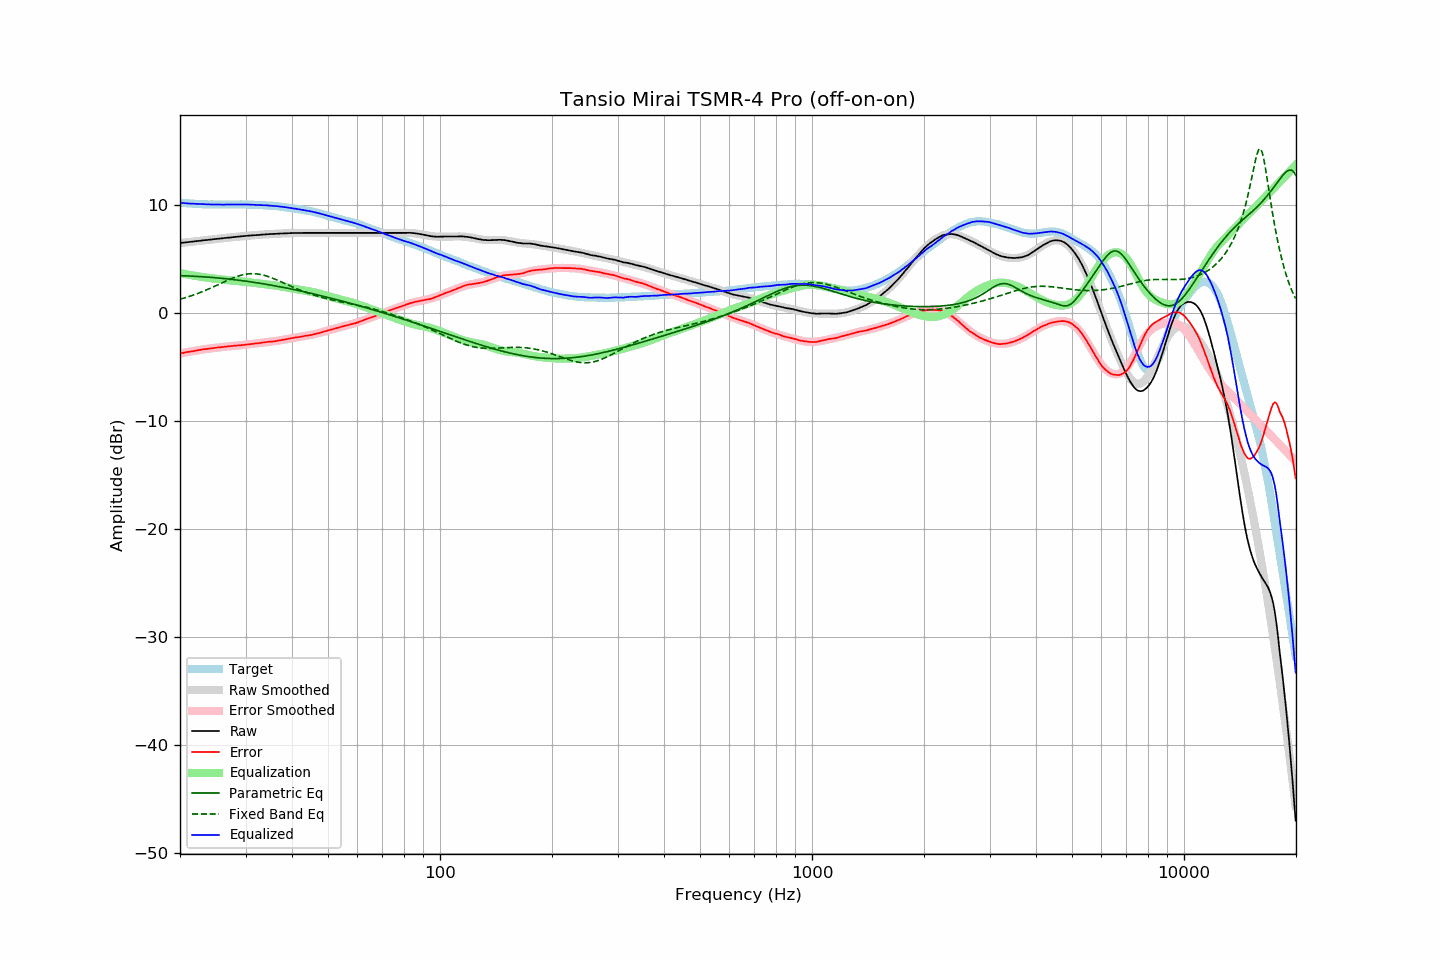 Tansio Mirai TSMR-4 Pro (off-on-on)
10
0
−10
−20
−30
−40
−50
Amplitude (dBr)
Target
Raw Smoothed
Error Smoothed
Raw
Error
Equalization
Parametric Eq
Fixed Band Eq
Equalized
100
1000
10000
Frequency (Hz)